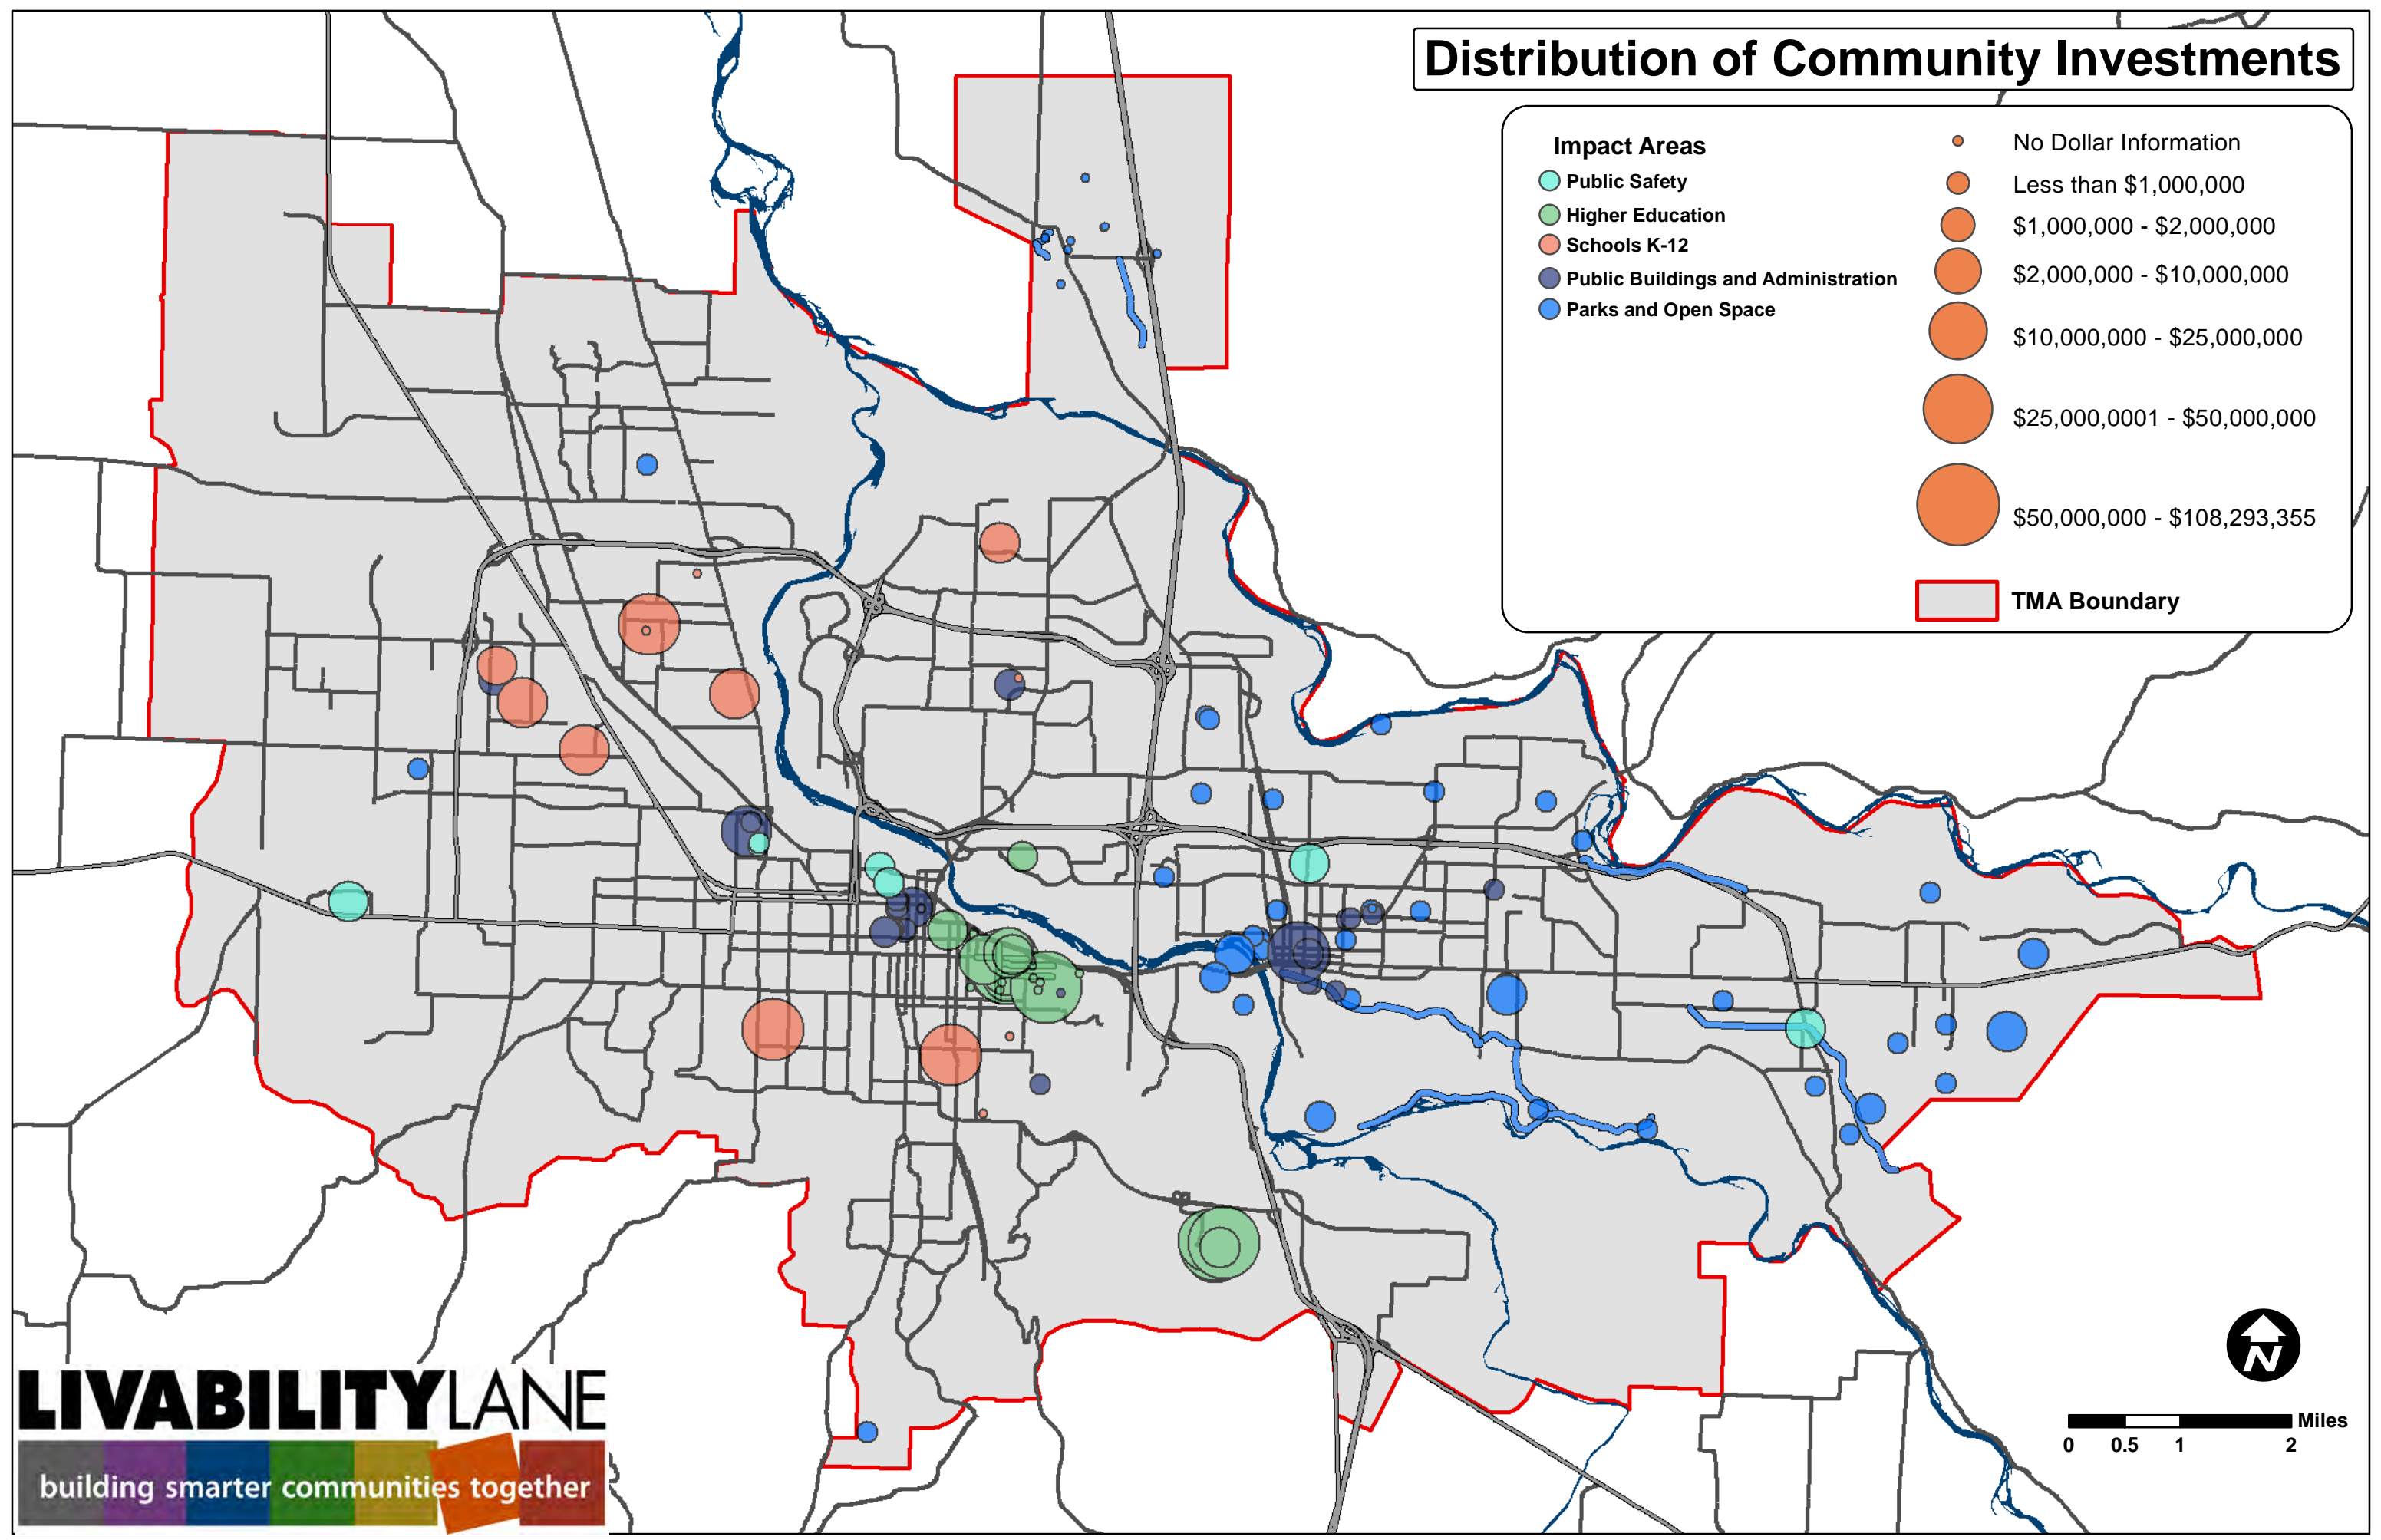 Distribution of Community Investments
Impact Areas
Public Safety
Higher Education
Schools K-12
Public Buildings and Administration
Parks and Open Space
No Dollar Information
Less than $1,000,000
$1,000,000 - $2,000,000
$2,000,000 - $10,000,000
$10,000,000 - $25,000,000
$25,000,0001 - $50,000,000
$50,000,000 - $108,293,355
TMA Boundary
N
Miles
0 0.5 1 2
LIVABILITYLANE
building smarter communities together